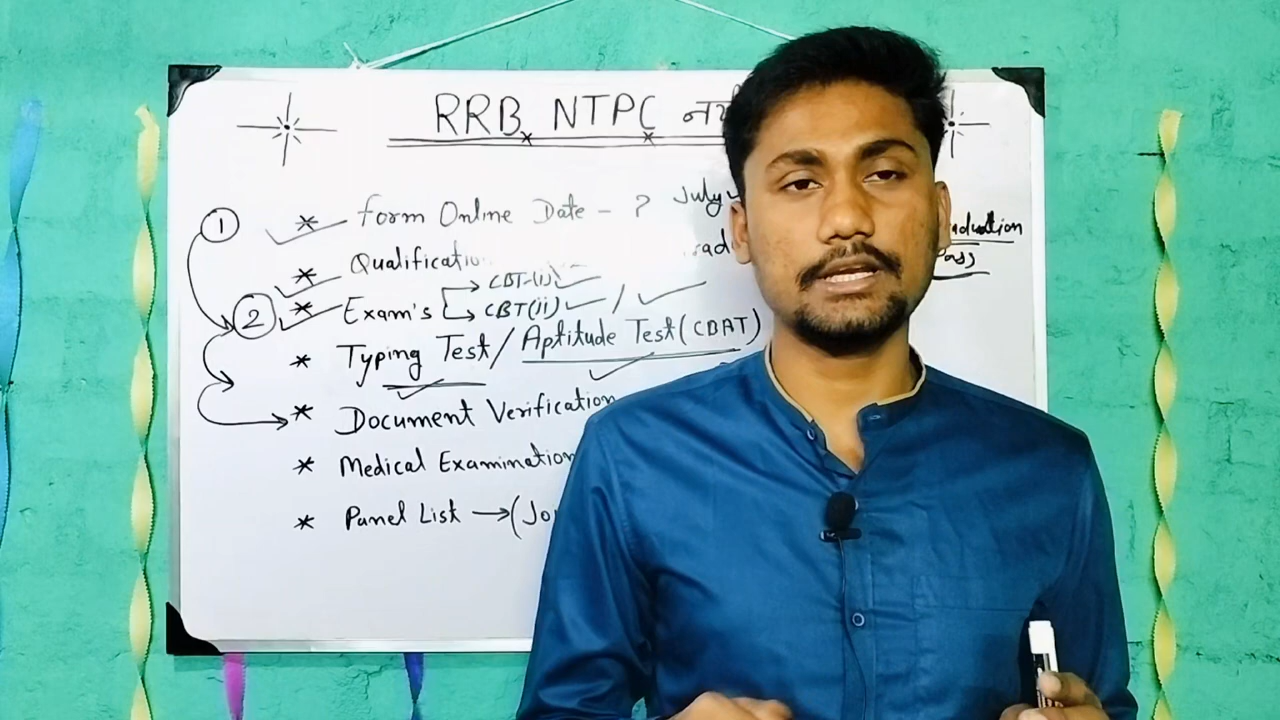 RRB NTPC
① * form Online Date - ? July
* Qualification
② * Exam's → CBT-(i)
→ CBT(ii) /
* Typing Test / Aptitude Test (CBAT)
* Document Verification
* Medical Examination
* Panel List → (
Pass